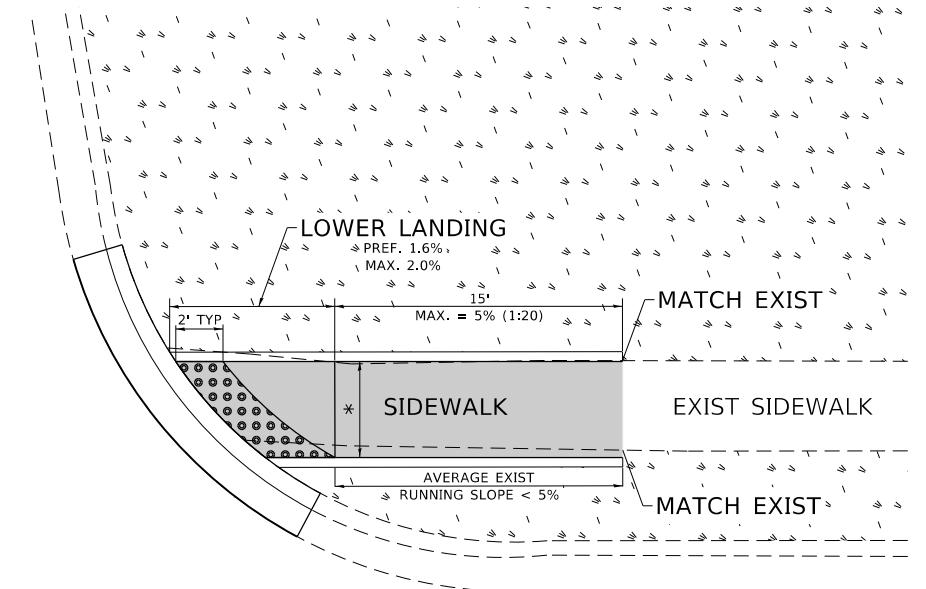 LOWER LANDING
PREF. 1.6%
MAX. 2.0%
15'
MAX. = 5% (1:20)
MATCH EXIST
2' TYP
*
SIDEWALK
EXIST SIDEWALK
AVERAGE EXIST
RUNNING SLOPE < 5%
MATCH EXIST